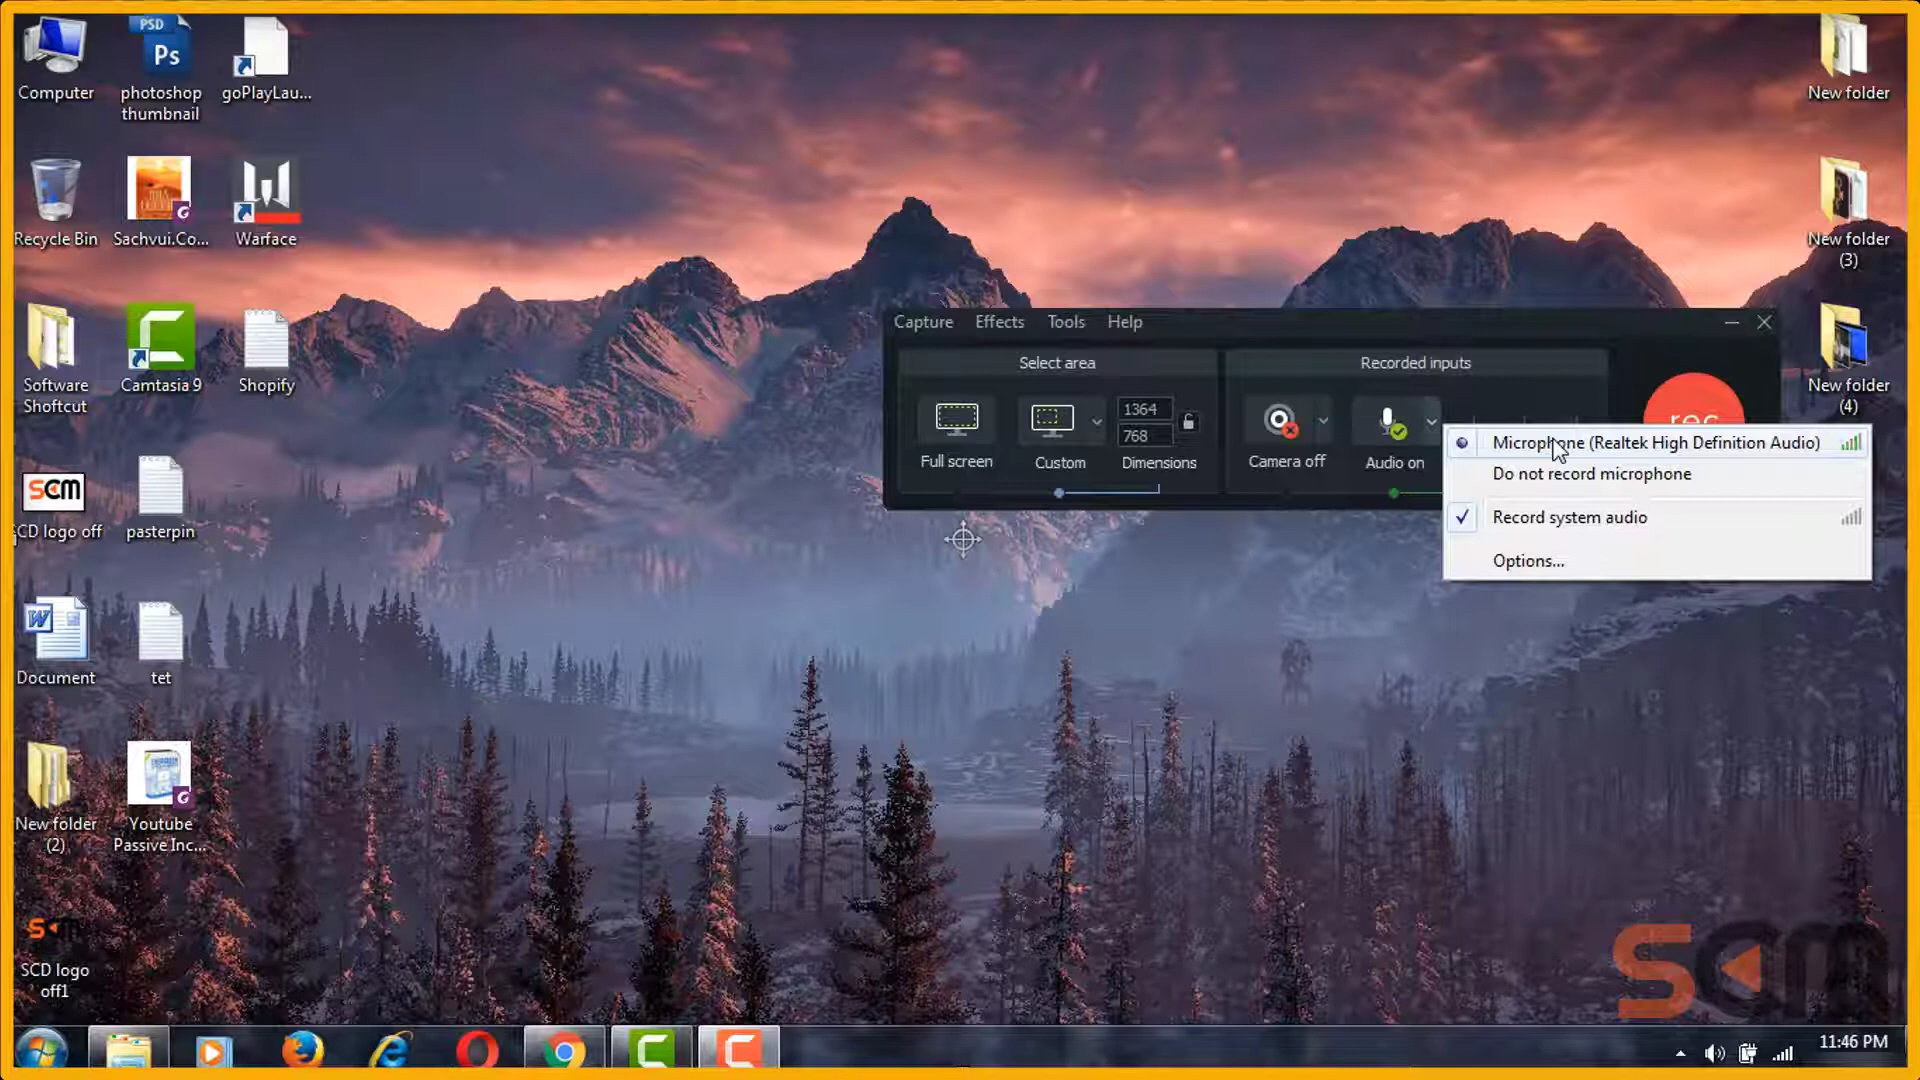 Computer
PSD
Ps
photoshop
thumbnail
goPlayLau...
Recycle Bin
Sachvui.Co...
Warface
Software
Shoftcut
Camtasia 9
Shopify
SCM
CD logo off
pasterpin
Document
tet
New folder
(2)
Youtube
Passive Inc...
SCM
SCD logo
off1
Capture Effects Tools Help
Select area
Recorded inputs
1364
768
Full screen
Custom
Dimensions
Camera off
Audio on
rec
Microphone (Realtek High Definition Audio)
Do not record microphone
Record system audio
Options...
New folder
New folder
(3)
New folder
(4)
scm
11:46 PM